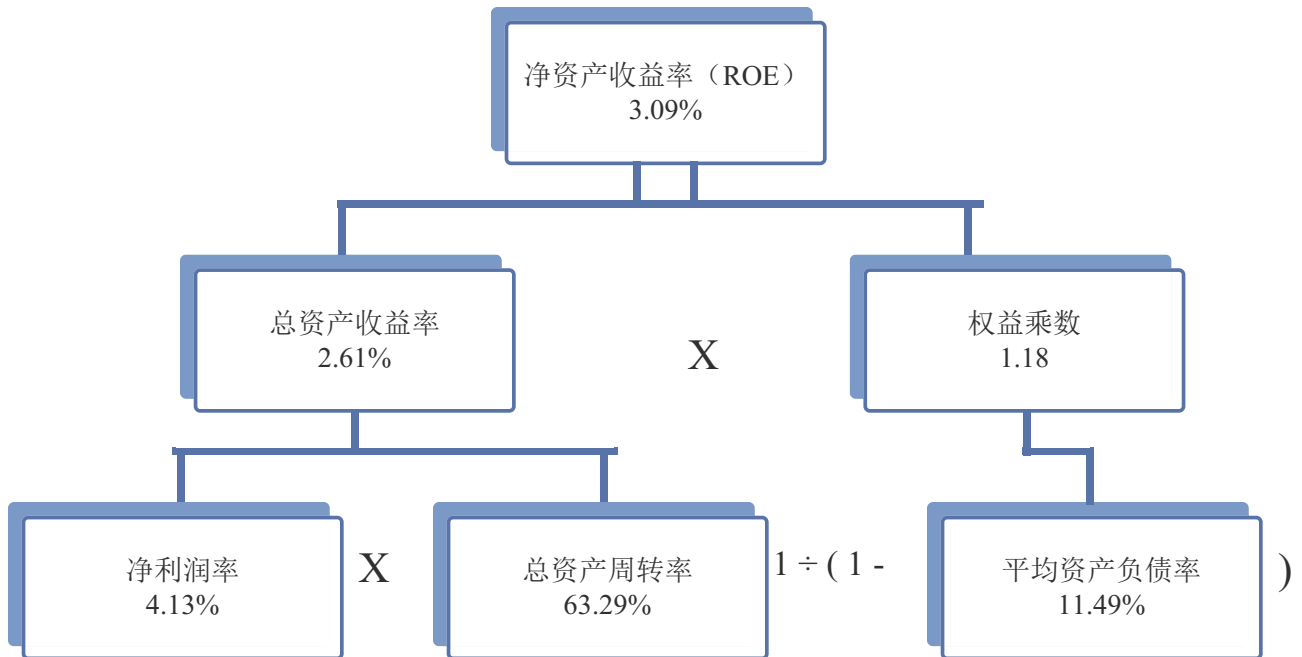 净资产收益率（ROE）
3.09%
总资产收益率
2.61%
X
权益乘数
1.18
净利润率
4.13%
X
总资产周转率
63.29%
1 ÷ ( 1 -
平均资产负债率
11.49%
)